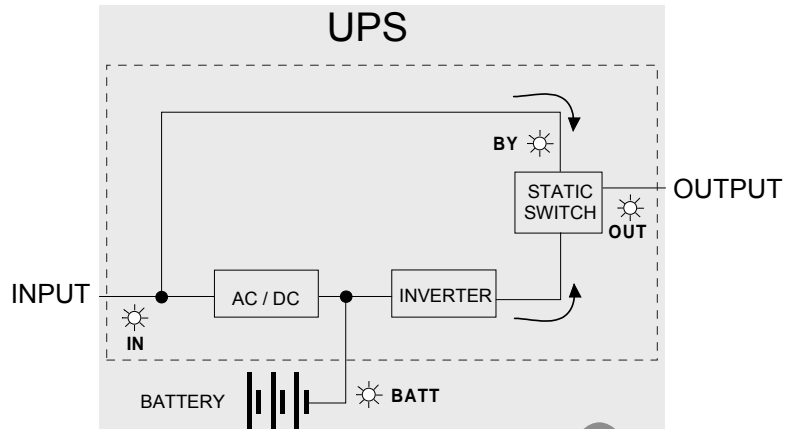 UPS
BY
STATIC
SWITCH
OUTPUT
OUT
INPUT
AC / DC
INVERTER
IN
BATTERY
BATT